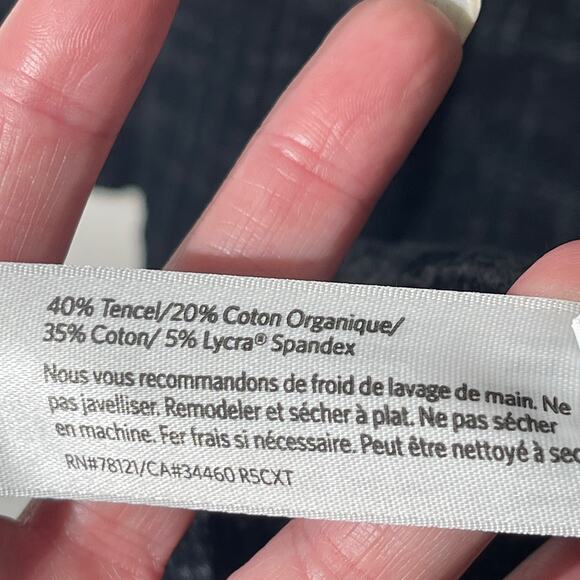 40% Tencel/20% Coton Organique/
35% Coton/ 5% Lycra® Spandex
Nous vous recommandons de froid de lavage de main. Ne
pas javelliser. Remodeler et sécher à plat. Ne pas sécher
en machine. Fer frais si nécessaire. Peut être nettoyé à sec
RN#78121/CA#34460 R5CXT